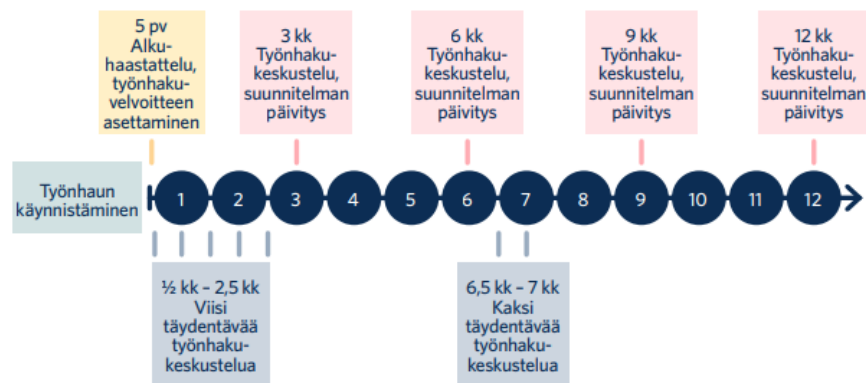 5 pv
Alku-
haastattelu,
työnhaku-
velvoitteen
asettaminen
3 kk
Työnhaku-
keskustelu,
suunnitelman
päivitys
6 kk
Työnhaku-
keskustelu,
suunnitelman
päivitys
9 kk
Työnhaku-
keskustelu,
suunnitelman
päivitys
12 kk
Työnhaku-
keskustelu,
suunnitelman
päivitys
Työnhaun
käynnistäminen
1 2 3 4 5 6 7 8 9 10 11 12
½ kk – 2,5 kk
Viisi
täydentävää
työnhaku-
keskustelua
6,5 kk – 7 kk
Kaksi
täydentävää
työnhaku-
keskustelua